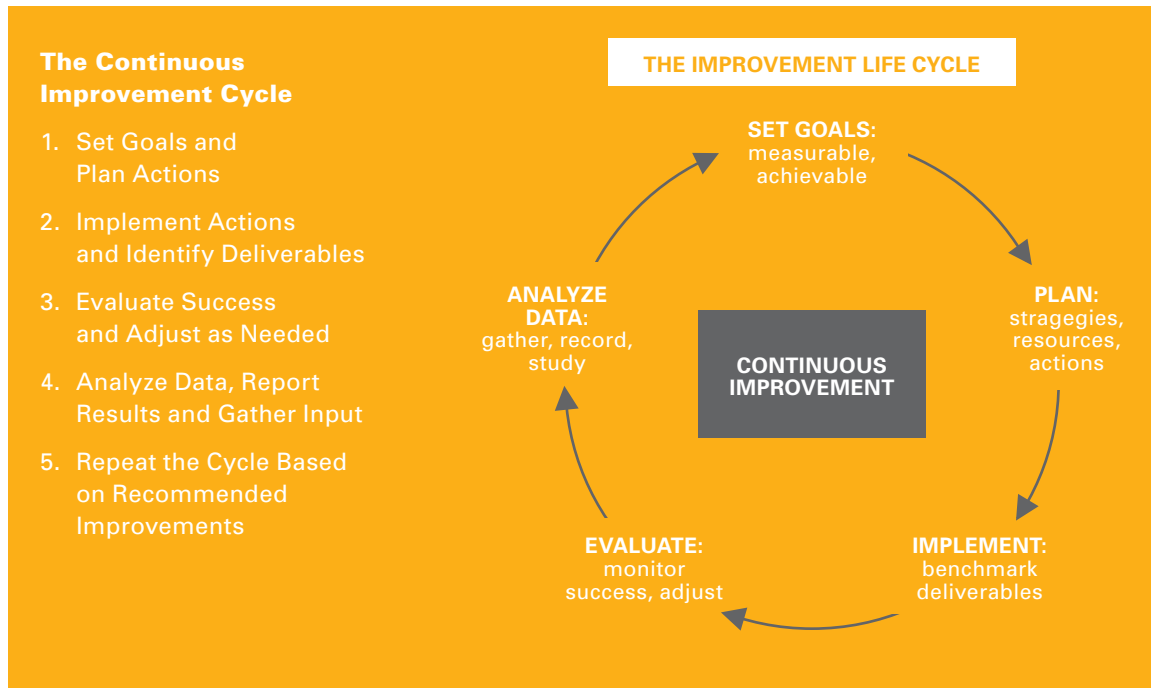 The Continuous
Improvement Cycle
1. Set Goals and
Plan Actions
2. Implement Actions
and Identify Deliverables
3. Evaluate Success
and Adjust as Needed
4. Analyze Data, Report
Results and Gather Input
5. Repeat the Cycle Based
on Recommended
Improvements
THE IMPROVEMENT LIFE CYCLE
SET GOALS:
measurable,
achievable
PLAN:
stragegies,
resources,
actions
IMPLEMENT:
benchmark
deliverables
EVALUATE:
monitor
success, adjust
ANALYZE
DATA:
gather, record,
study
CONTINUOUS
IMPROVEMENT